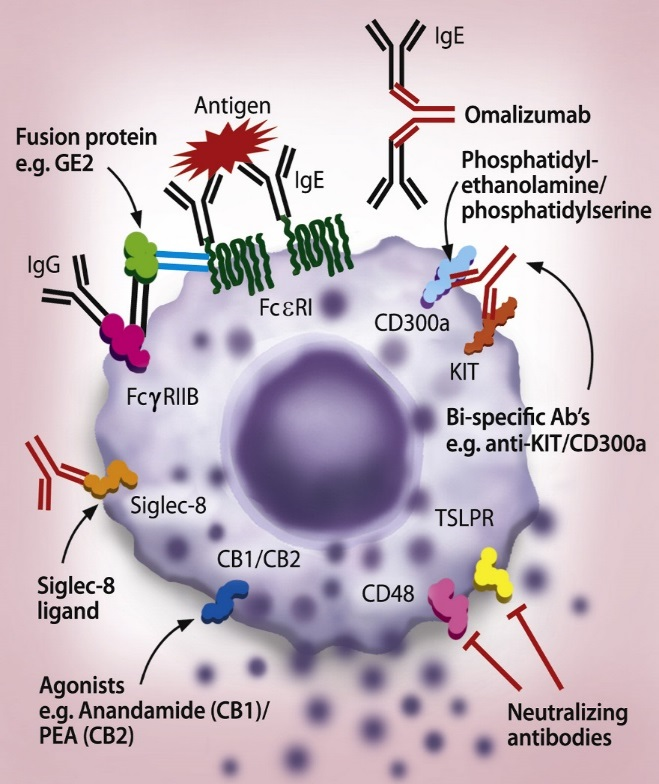 IgE
Antigen
Omalizumab
Fusion protein
e.g. GE2
Phosphatidyl-
ethanolamine/
phosphatidylserine
IgE
IgG
FcεRI
CD300a
KIT
FcγRIIB
Bi-specific Ab's
e.g. anti-KIT/CD300a
Siglec-8
TSLPR
CB1/CB2
Siglec-8
ligand
CD48
Agonists
e.g. Anandamide (CB1)/
PEA (CB2)
Neutralizing
antibodies